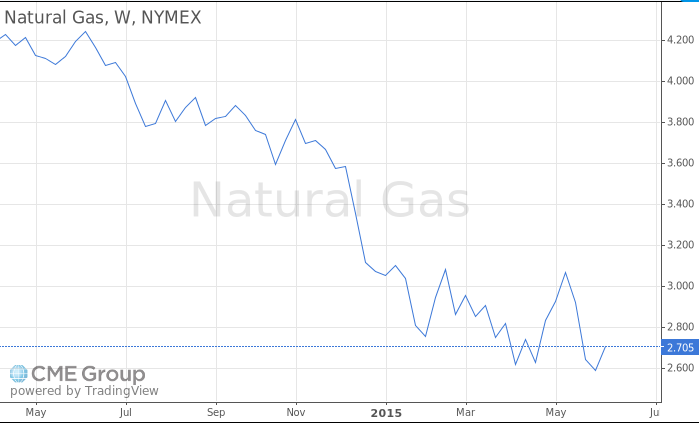 Natural Gas, W, NYMEX
4.200
4.000
3.800
3.600
Natural Gas
3.400
3.200
3.000
2.800
2.705
2.600
CME Group
powered by TradingView
May Jul Sep Nov 2015 Mar May Ju